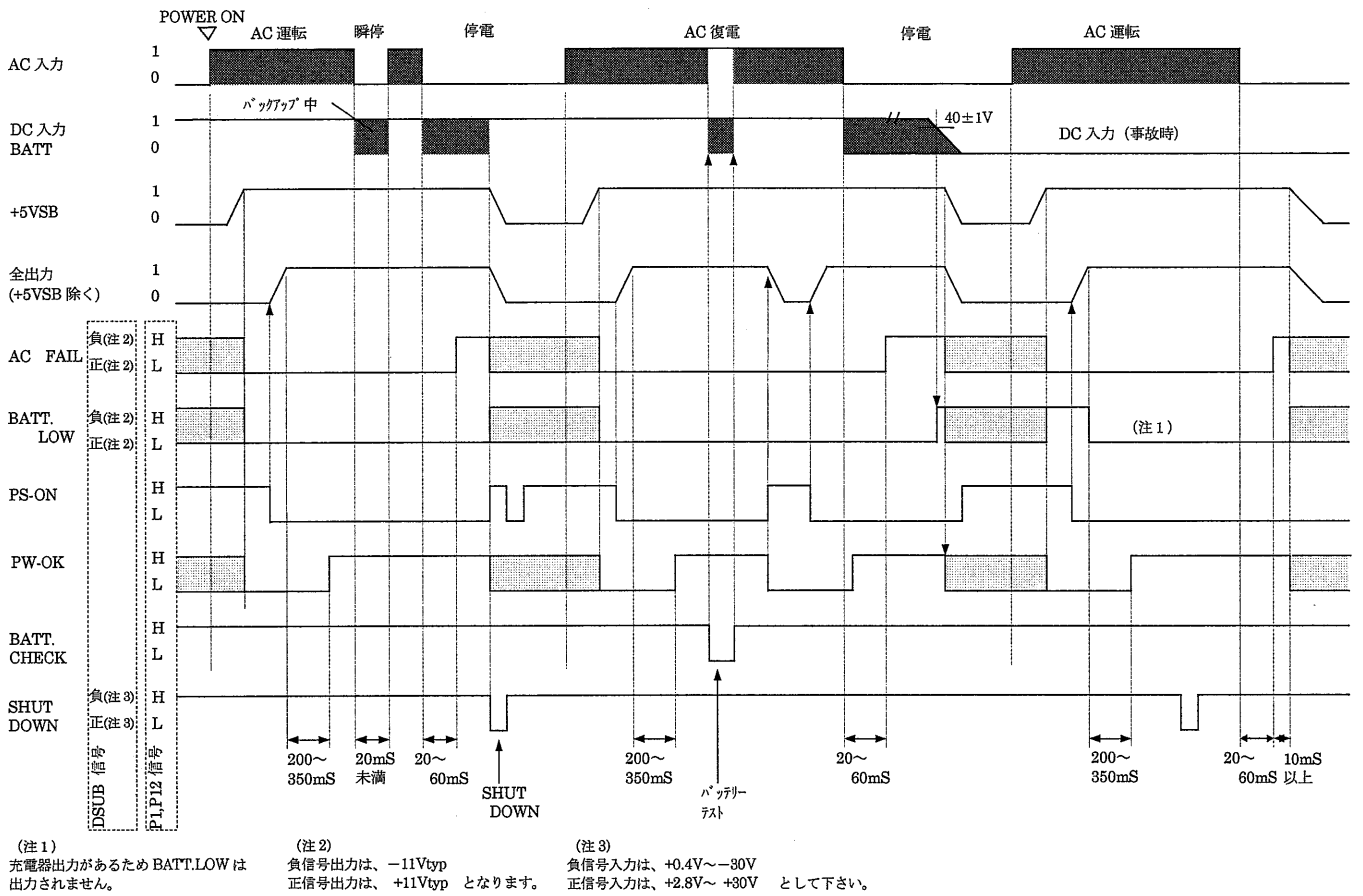 POWER ON
AC 運転 瞬停 停電 AC 復電 停電 AC 運転
AC 入力 1 0
バックアップ 中
DC 入力 BATT 1 0
40±1V
DC 入力（事故時）
+5VSB 1 0
全出力 (+5VSB 除く) 1 0
AC FAIL 負(注 2) H
正(注 2) L
BATT. LOW 負(注 2) H
正(注 2) L
(注 1)
PS-ON H L
PW-OK H L
BATT. CHECK H L
SHUT DOWN 負(注 3) H
正(注 3) L
DSUB 信号
P1,P12 信号
200～ 350mS
20mS 未満
20～ 60mS
SHUT DOWN
200～ 350mS
バッテリー テスト
20～ 60mS
200～ 350mS
20～ 60mS
10mS 以上
(注 1)
充電器出力があるため BATT.LOW は
出力されません。
(注 2)
負信号出力は、－11Vtyp
正信号出力は、 +11Vtyp となります。
(注 3)
負信号入力は、+0.4V～－30V
正信号入力は、+2.8V～ +30V として下さい。